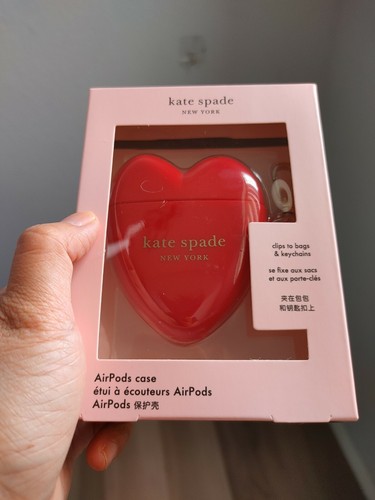 kate spade
NEW YORK
kate spade
NEW YORK
clips to bags
& keychains
se fixe aux sacs
et aux porte-clés
夹在包包
和钥匙扣上
AirPods case
étui à écouteurs AirPods
AirPods 保护壳